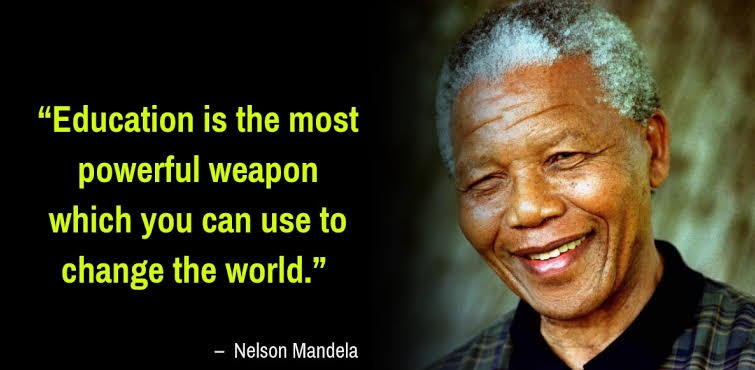 “Education is the most
powerful weapon
which you can use to
change the world.”
– Nelson Mandela